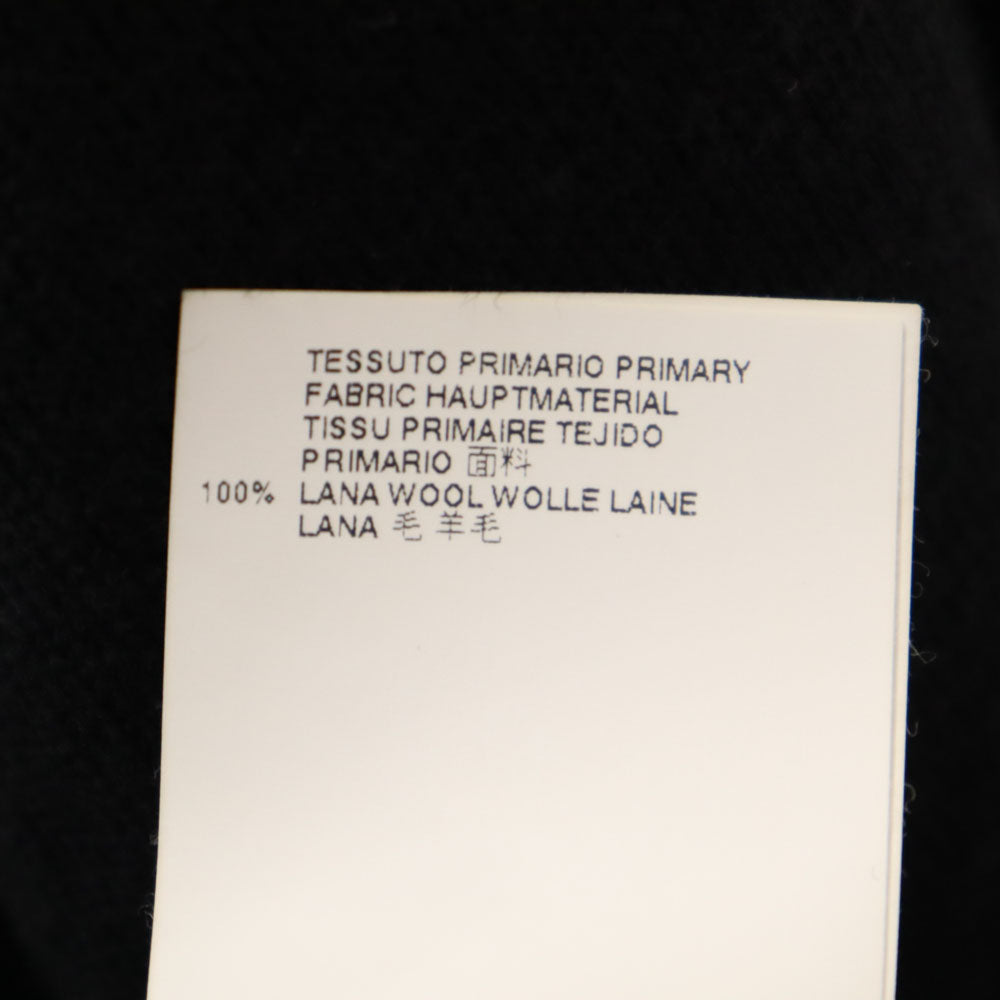 TESSUTO PRIMARIO PRIMARY
FABRIC HAUPTMATERIAL
TISSU PRIMAIRE TEJIDO
PRIMARIO 面料
100% LANA WOOL WOLLE LAINE
LANA 毛 羊毛